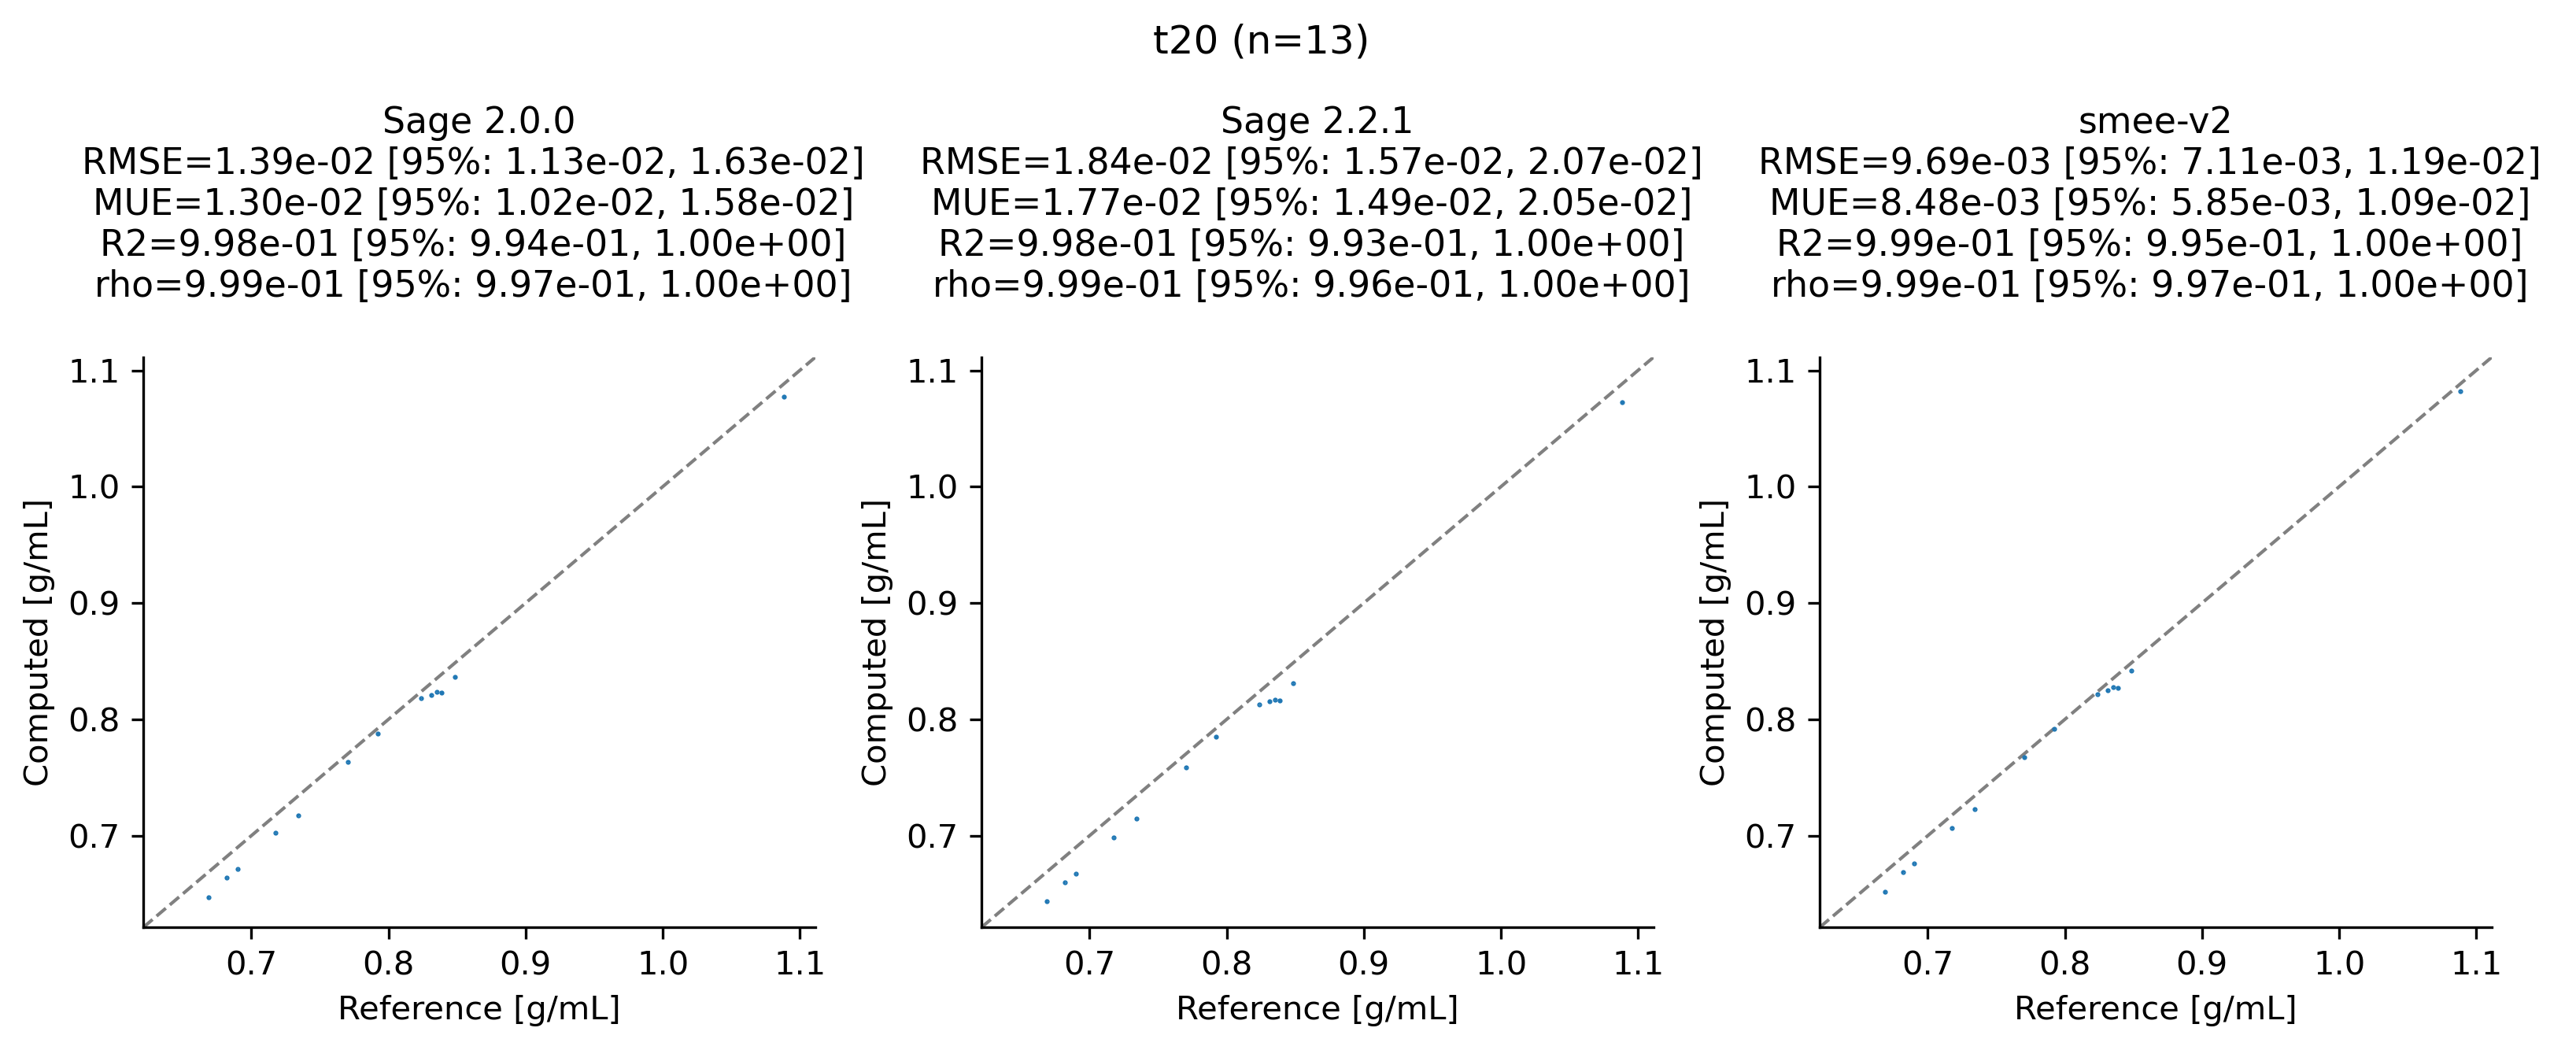 t20 (n=13)
Sage 2.0.0
RMSE=1.39e-02 [95%: 1.13e-02, 1.63e-02]
MUE=1.30e-02 [95%: 1.02e-02, 1.58e-02]
R2=9.98e-01 [95%: 9.94e-01, 1.00e+00]
rho=9.99e-01 [95%: 9.97e-01, 1.00e+00]
1.1
1.0
0.9
0.8
0.7
Computed [g/mL]
0.7 0.8 0.9 1.0 1.1
Reference [g/mL]
Sage 2.2.1
RMSE=1.84e-02 [95%: 1.57e-02, 2.07e-02]
MUE=1.77e-02 [95%: 1.49e-02, 2.05e-02]
R2=9.98e-01 [95%: 9.93e-01, 1.00e+00]
rho=9.99e-01 [95%: 9.96e-01, 1.00e+00]
1.1
1.0
0.9
0.8
0.7
Computed [g/mL]
0.7 0.8 0.9 1.0 1.1
Reference [g/mL]
smee-v2
RMSE=9.69e-03 [95%: 7.11e-03, 1.19e-02]
MUE=8.48e-03 [95%: 5.85e-03, 1.09e-02]
R2=9.99e-01 [95%: 9.95e-01, 1.00e+00]
rho=9.99e-01 [95%: 9.97e-01, 1.00e+00]
1.1
1.0
0.9
0.8
0.7
Computed [g/mL]
0.7 0.8 0.9 1.0 1.1
Reference [g/mL]